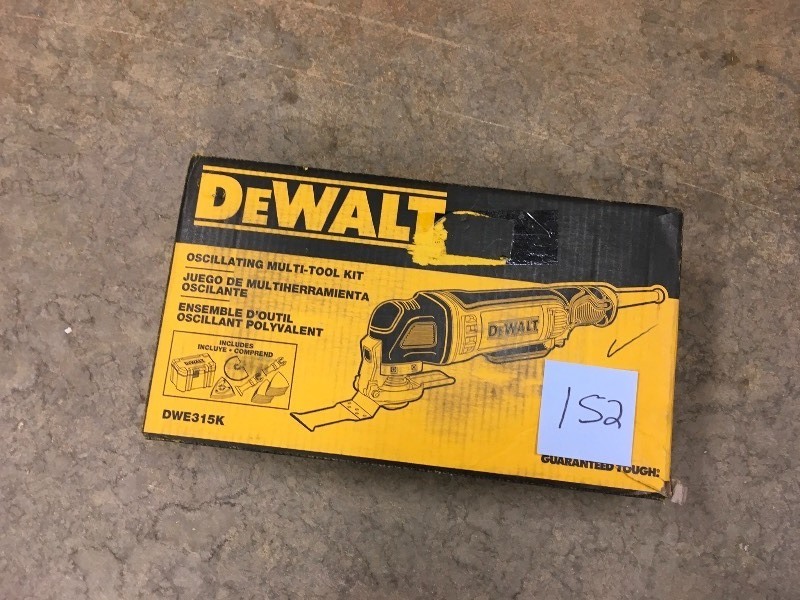 DEWALT
OSCILLATING MULTI-TOOL KIT
JUEGO DE MULTIHERRAMIENTA
OSCILANTE
ENSEMBLE D'OUTIL
OSCILLANT POLYVALENT
INCLUDES
INCLUYE • COMPREND
DEWALT
DWE315K
DEWALT
152
GUARANTEED TOUGH.